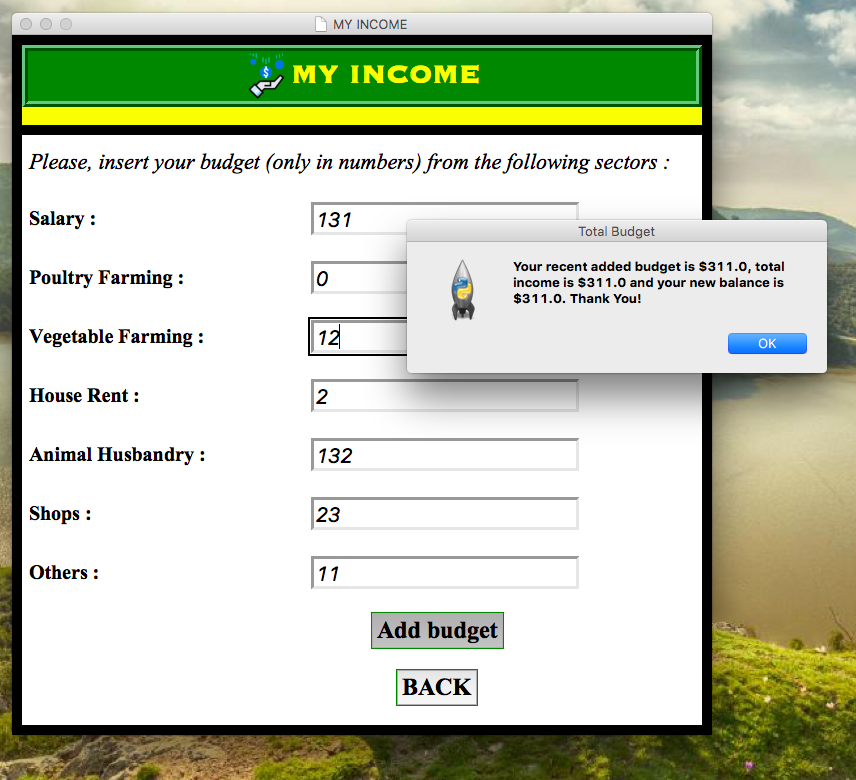 MY INCOME
MY INCOME
Please, insert your budget (only in numbers) from the following sectors :
Salary : 131
Total Budget
Your recent added budget is $311.0, total
income is $311.0 and your new balance is
$311.0. Thank You!
OK
Poultry Farming : 0
Vegetable Farming : 12
House Rent : 2
Animal Husbandry : 132
Shops : 23
Others : 11
Add budget
BACK